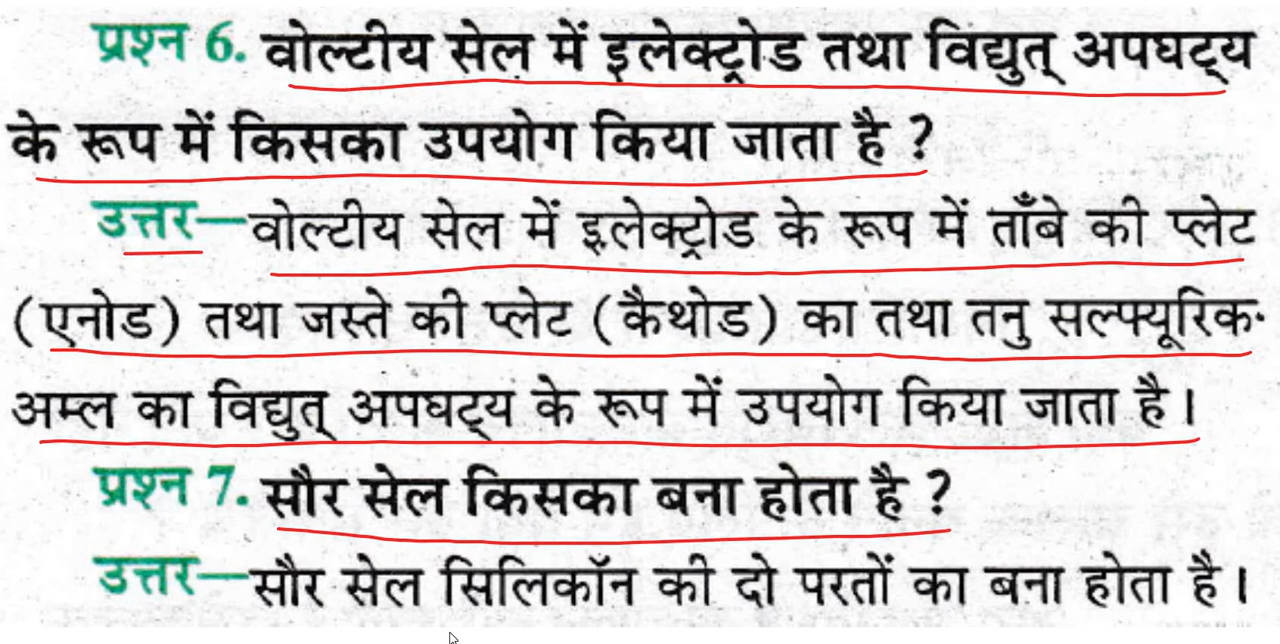 प्रश्न 6. वोल्टीय सेल में इलेक्ट्रोड तथा विद्युत् अपघट्य
के रूप में किसका उपयोग किया जाता है ?
उत्तर—वोल्टीय सेल में इलेक्ट्रोड के रूप में ताँबे की प्लेट
(एनोड) तथा जस्ते की प्लेट (कैथोड) का तथा तनु सल्फ्यूरिक-
अम्ल का विद्युत् अपघट्य के रूप में उपयोग किया जाता है।
प्रश्न 7. सौर सेल किसका बना होता है ?
उत्तर—सौर सेल सिलिकॉन की दो परतों का बना होता है।